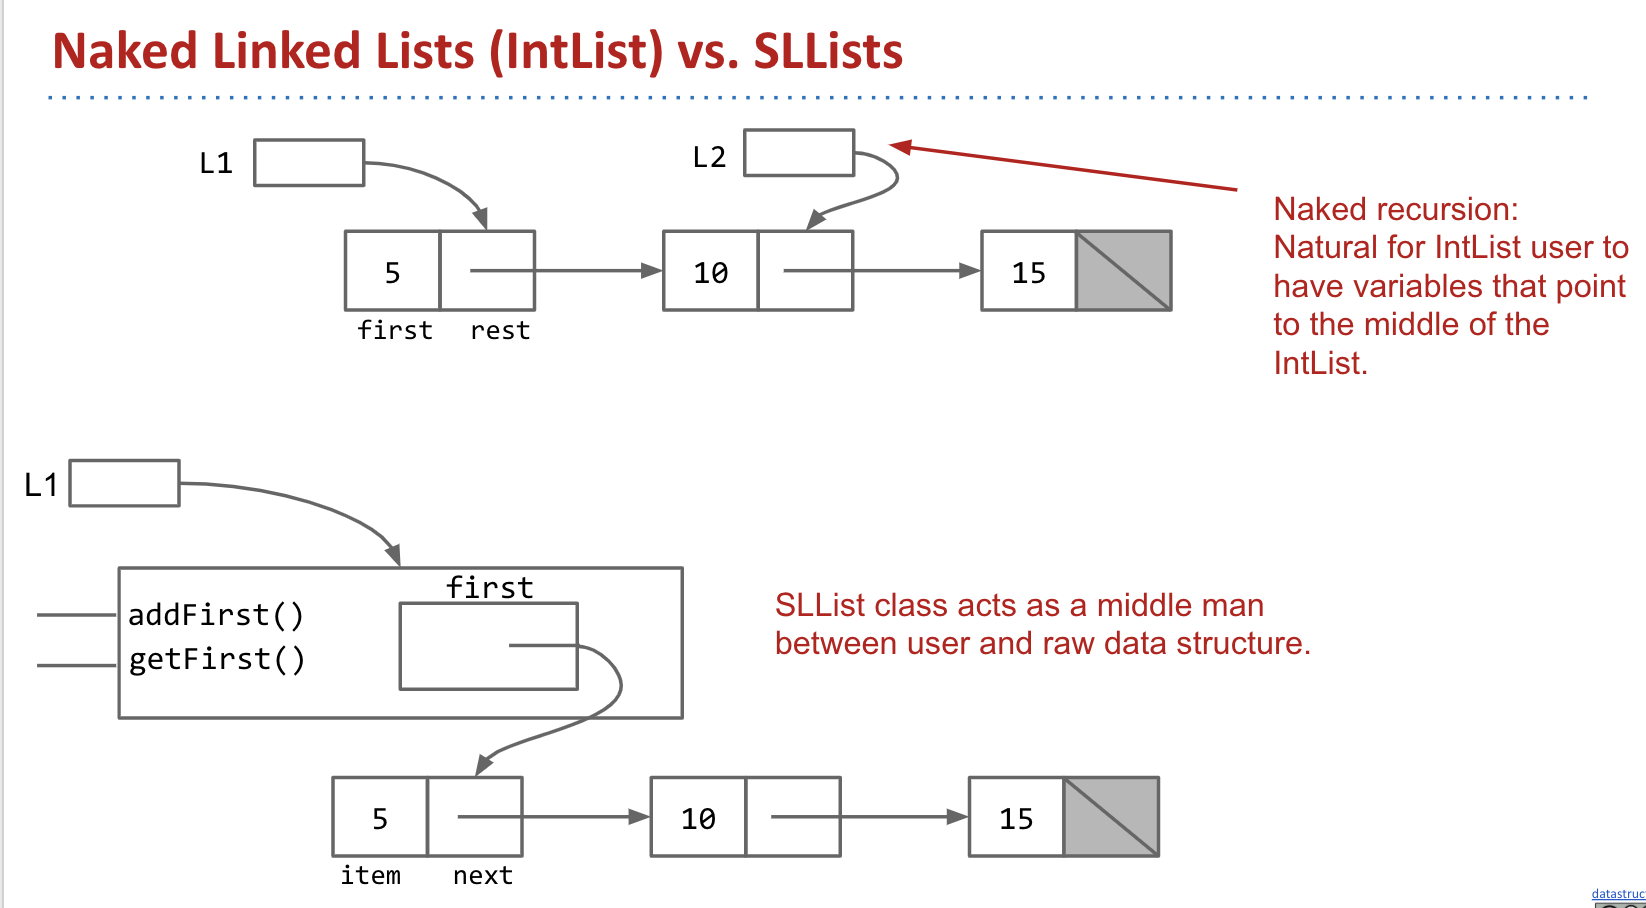 Naked Linked Lists (IntList) vs. SLLists
L1
L2
5
10
15
first rest
Naked recursion:
Natural for IntList user to
have variables that point
to the middle of the
IntList.
L1
first
addFirst()
getFirst()
SLList class acts as a middle man
between user and raw data structure.
5
10
15
item next
datastruc